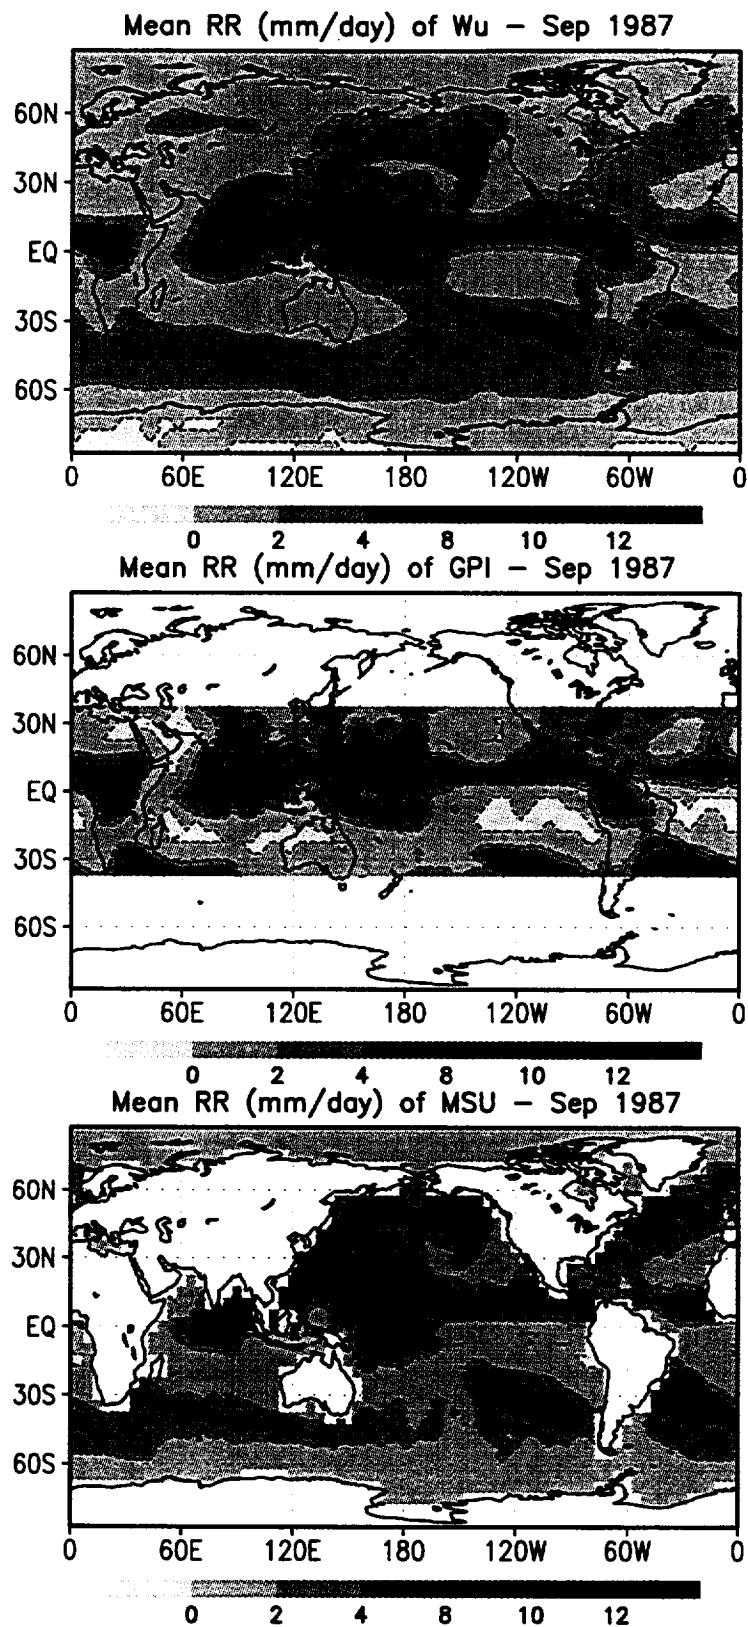 Mean RR (mm/day) of Wu – Sep 1987
60N
30N
EQ
30S
60S
0 60E 120E 180 120W 60W 0
0 2 4 8 10 12
Mean RR (mm/day) of GPI – Sep 1987
60N
30N
EQ
30S
60S
0 60E 120E 180 120W 60W 0
0 2 4 8 10 12
Mean RR (mm/day) of MSU – Sep 1987
60N
30N
EQ
30S
60S
0 60E 120E 180 120W 60W 0
0 2 4 8 10 12